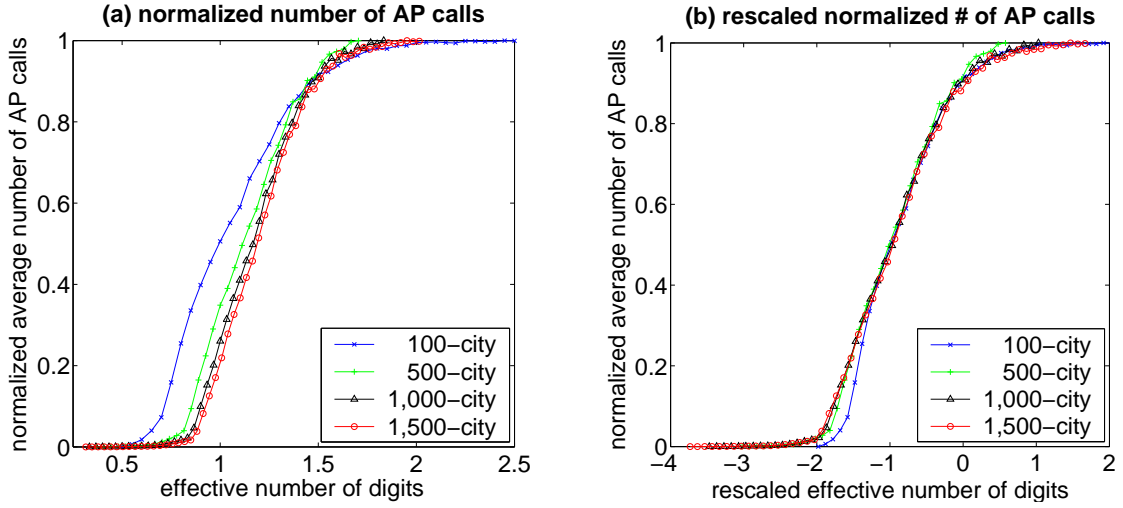 (a) normalized number of AP calls
normalized average number of AP calls
1
0.8
0.6
0.4
0.2
0
0.5
1
1.5
2
2.5
effective number of digits
100−city
500−city
1,000−city
1,500−city
(b) rescaled normalized # of AP calls
normalized average number of AP calls
1
0.8
0.6
0.4
0.2
0
−4
−3
−2
−1
0
1
2
rescaled effective number of digits
100−city
500−city
1,000−city
1,500−city